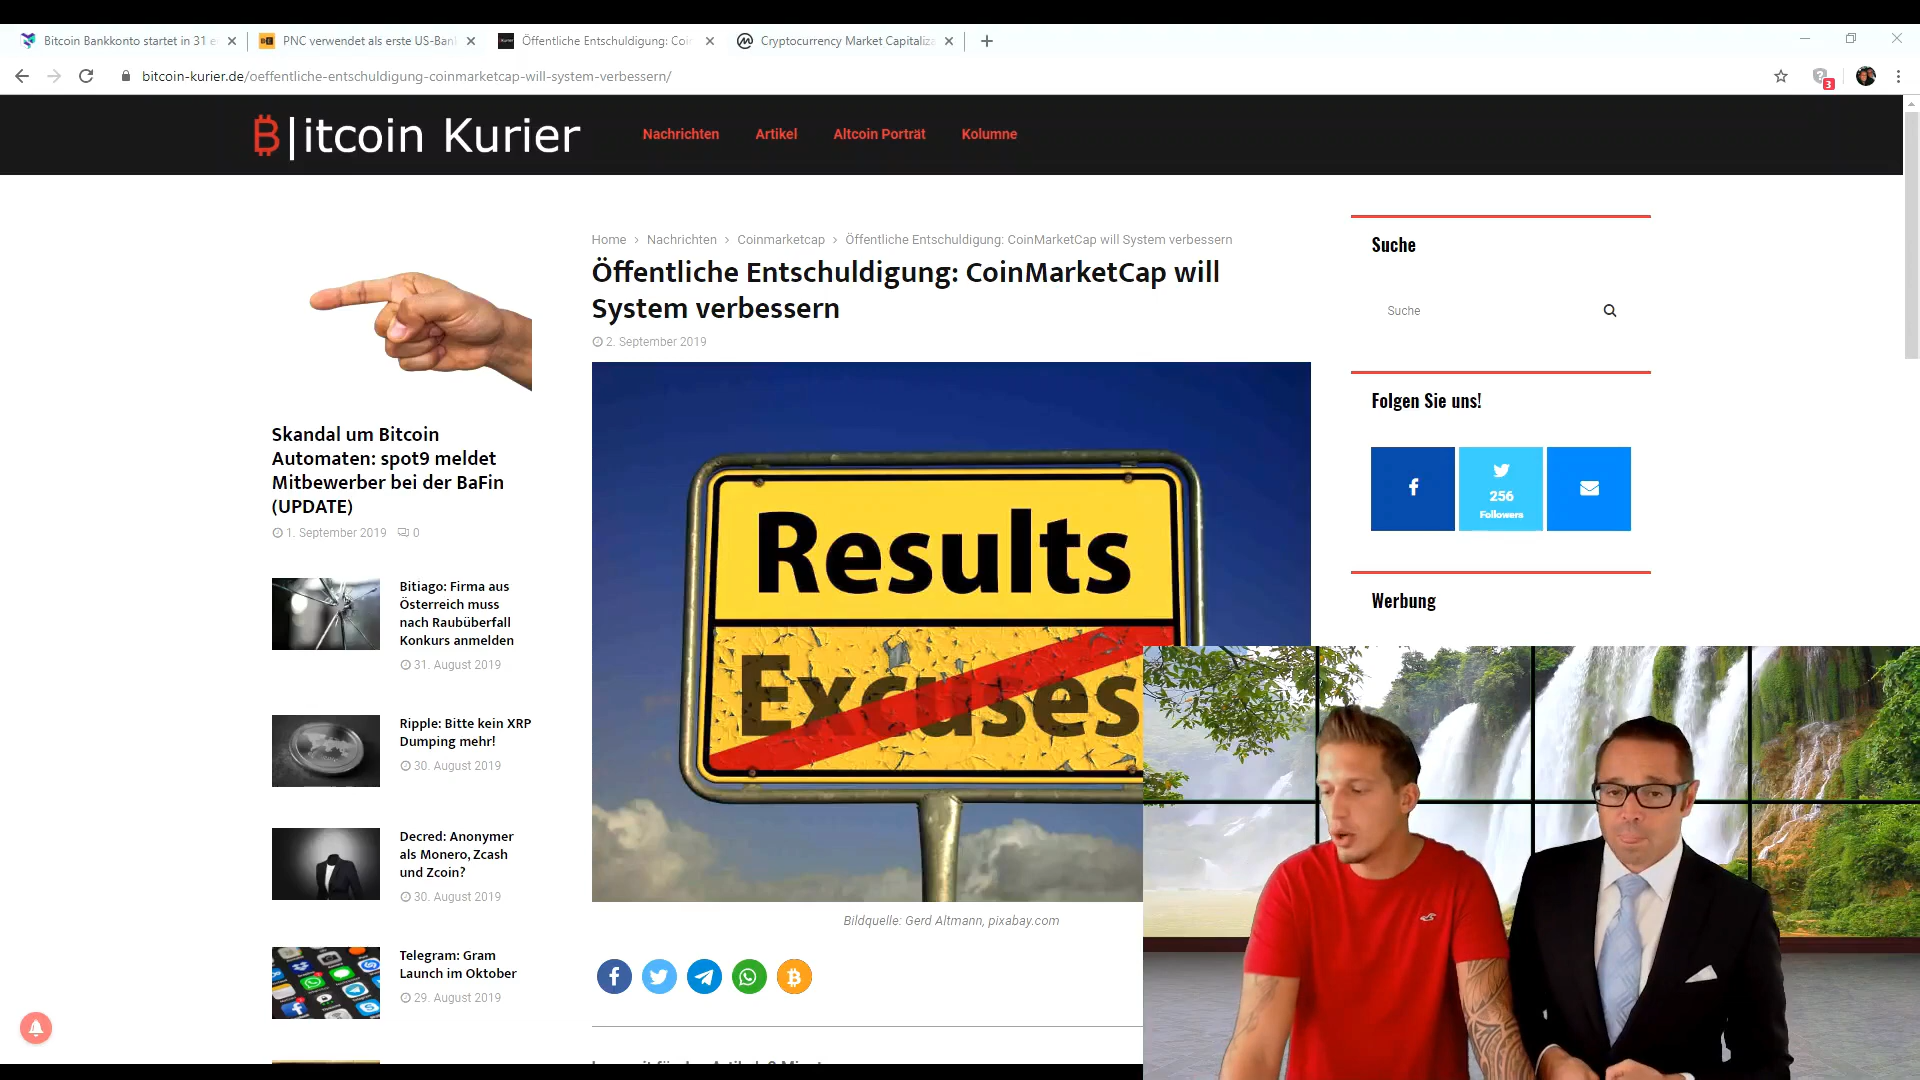 Bitcoin Bankkonto startet in 31 e
PNC verwendet als erste US-Bank
Öffentliche Entschuldigung: Coin
Cryptocurrency Market Capitaliza
bitcoin-kurier.de/oeffentliche-entschuldigung-coinmarketcap-will-system-verbessern/
3
B|itcoin Kurier
Nachrichten
Artikel
Altcoin Porträt
Kolumne
Skandal um Bitcoin
Automaten: spot9 meldet
Mitbewerber bei der BaFin
(UPDATE)
1. September 2019
0
Bitiago: Firma aus
Österreich muss
nach Raubüberfall
Konkurs anmelden
31. August 2019
Ripple: Bitte kein XRP
Dumping mehr!
30. August 2019
Decred: Anonymer
als Monero, Zcash
und Zcoin?
30. August 2019
Telegram: Gram
Launch im Oktober
29. August 2019
Home > Nachrichten > Coinmarketcap > Öffentliche Entschuldigung: CoinMarketCap will System verbessern
Öffentliche Entschuldigung: CoinMarketCap will
System verbessern
2. September 2019
Results
Excuses
Bildquelle: Gerd Altmann, pixabay.com
Suche
Suche
Folgen Sie uns!
256
Followers
Werbung